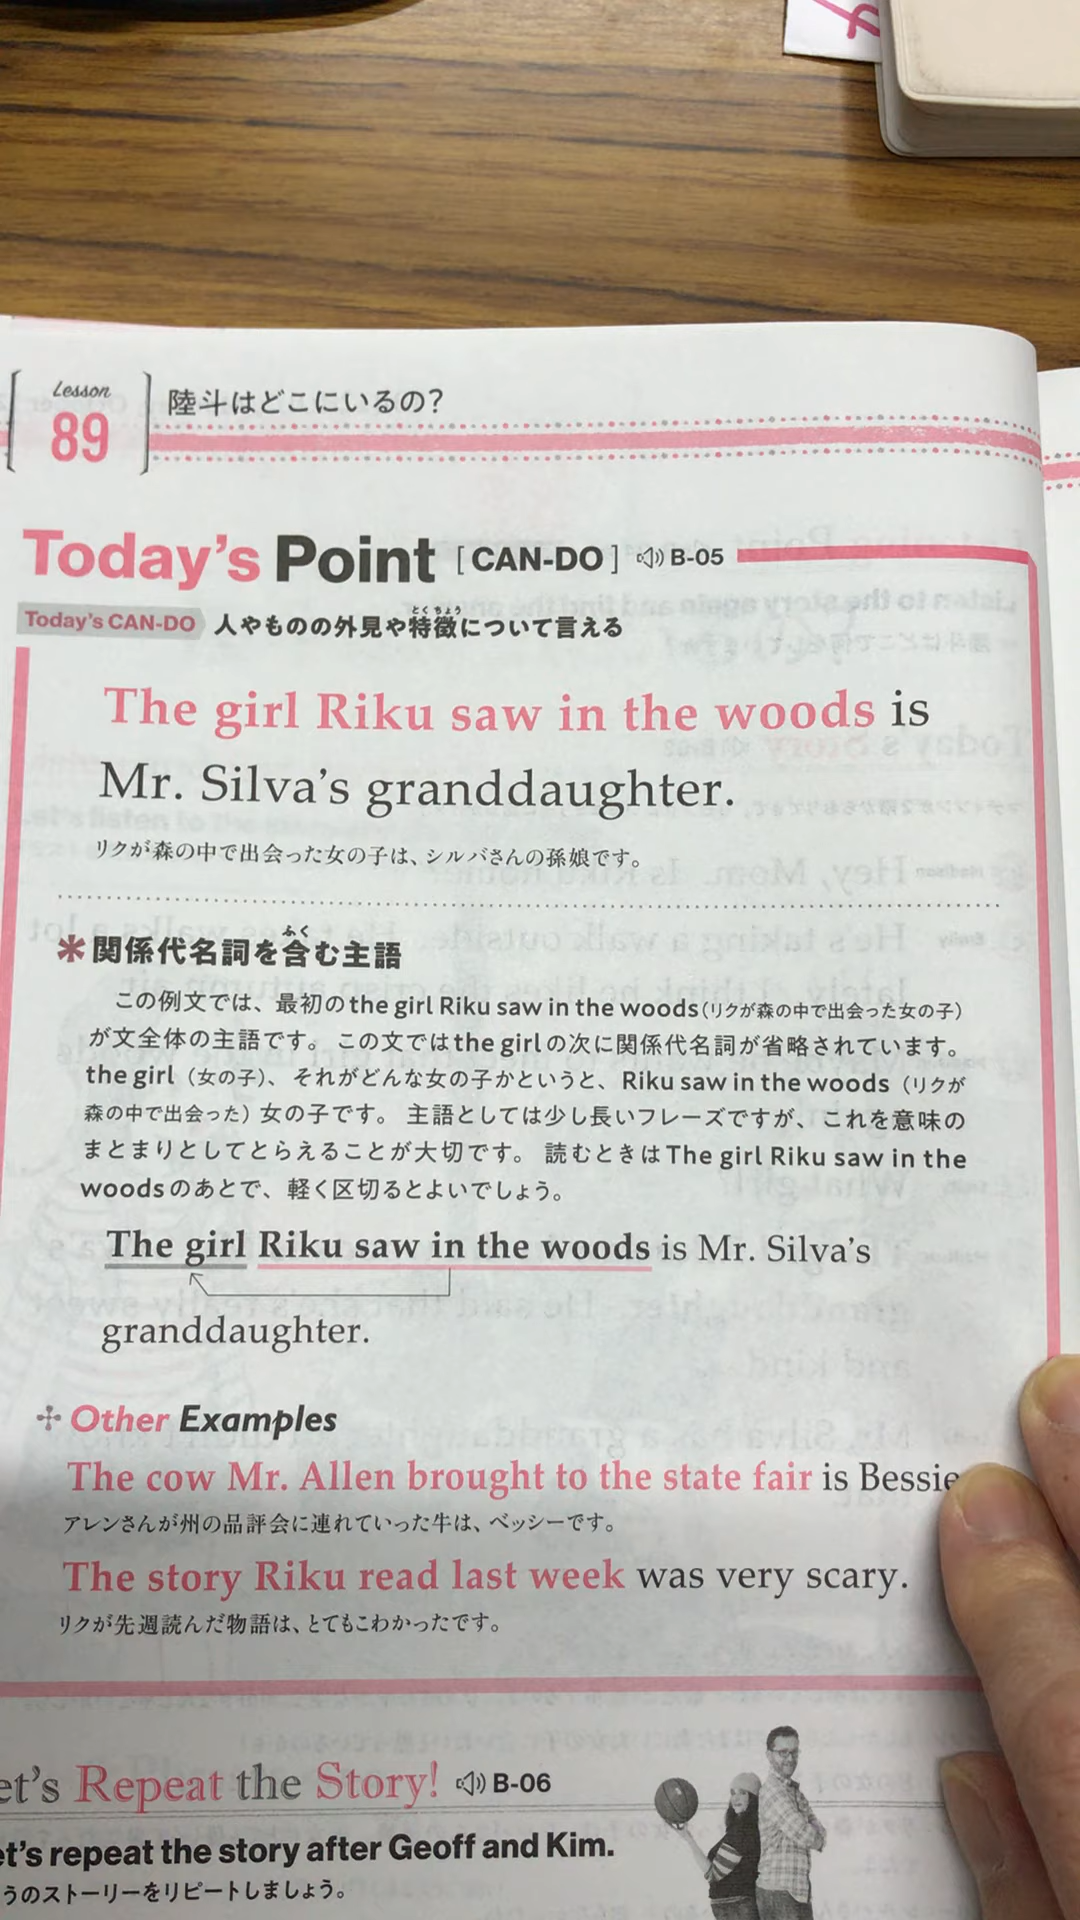 Lesson
89
陸斗はどこにいるの?
Today's Point [CAN-DO] B-05
Today's CAN-DO 人やものの外見や特徴について言える
とくちょう
The girl Riku saw in the woods is
Mr. Silva's granddaughter.
リクが森の中で出会った女の子は、シルバさんの孫娘です。
*関係代名詞を含む主語
ふく
この例文では、最初のthe girl Riku saw in the woods(リクが森の中で出会った女の子)
が文全体の主語です。この文ではthe girlの次に関係代名詞が省略されています。
the girl(女の子)、それがどんな女の子かというと、Riku saw in the woods(リクが
森の中で出会った)女の子です。主語としては少し長いフレーズですが、これを意味の
まとまりとしてとらえることが大切です。読むときはThe girl Riku saw in the
woodsのあとで、軽く区切るとよいでしょう。
The girl Riku saw in the woods is Mr. Silva's
granddaughter.
Other Examples
The cow Mr. Allen brought to the state fair is Bessie
アレンさんが州の品評会に連れていった牛は、ベッシーです。
The story Riku read last week was very scary.
リクが先週読んだ物語は、とてもこわかったです。
et's Repeat the Story! B-06
et's repeat the story after Geoff and Kim.
うのストーリーをリピートしましょう。